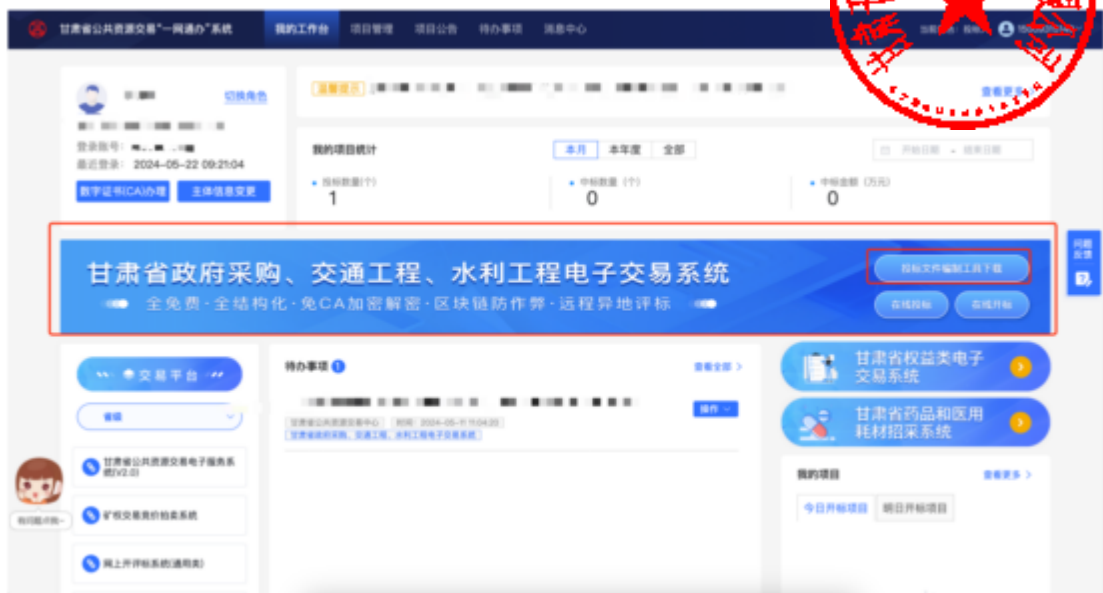 甘肃省公共资源交易“一网通办”系统 我的工作台 项目管理 项目公告 待办事项 消息中心
切换角色
温馨提示
登录账号：
最近登录： 2024-05-22 09:21:04
数字证书(CA)办理 主体信息变更
我的项目统计 本月 本年度 全部 开始日期 - 结束日期
查看更多
投标数量(个) 中标数量（个） 中标金额（万元）
1 0 0
甘肃省政府采购、交通工程、水利工程电子交易系统
全免费·全结构化·免CA加密解密·区块链防作弊·远程异地评标
投标文件编制工具下载
在线投标 在线开标
问题反馈
交易平台
省级
甘肃省公共资源交易电子服务系
统(V2.0)
矿权交易竞价拍卖系统
网上开评标系统(通用类)
有问题点我~
待办事项 1 查看全部 >
操作
甘肃省公共资源交易中心 时间：2024-05-11 11:04:23
甘肃省政府采购、交通工程、水利工程电子交易系统
甘肃省权益类电子
交易系统
甘肃省药品和医用
耗材招采系统
我的项目 查看更多 >
今日开标项目 明日开标项目